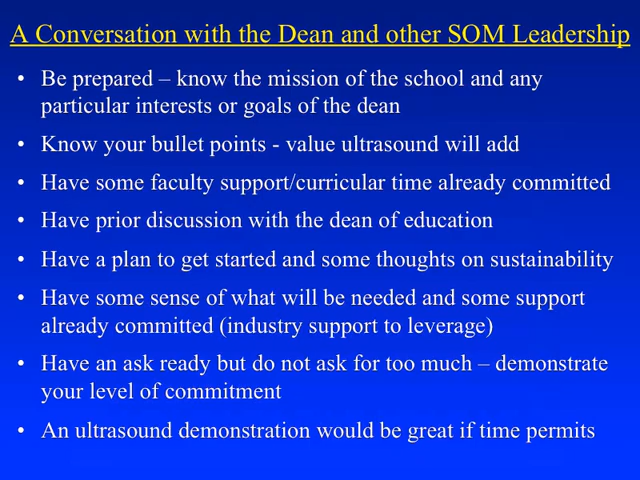 A Conversation with the Dean and other SOM Leadership
• Be prepared – know the mission of the school and any
particular interests or goals of the dean
• Know your bullet points - value ultrasound will add
• Have some faculty support/curricular time already committed
• Have prior discussion with the dean of education
• Have a plan to get started and some thoughts on sustainability
• Have some sense of what will be needed and some support
already committed (industry support to leverage)
• Have an ask ready but do not ask for too much – demonstrate
your level of commitment
• An ultrasound demonstration would be great if time permits